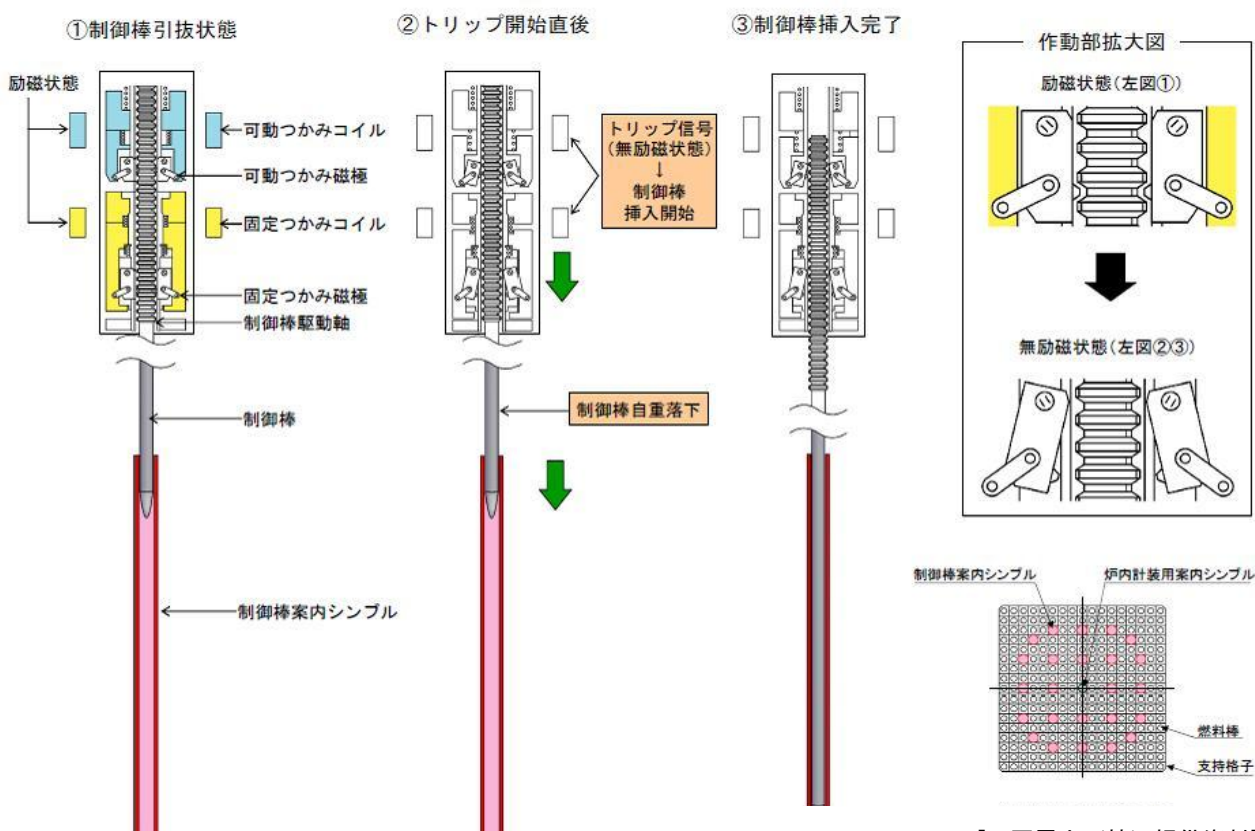 ①制御棒引抜状態
励磁状態
可動つかみコイル
可動つかみ磁極
固定つかみコイル
固定つかみ磁極
制御棒駆動軸
制御棒
制御棒案内シンブル
②トリップ開始直後
トリップ信号
(無励磁状態)
↓
制御棒
挿入開始
制御棒自重落下
③制御棒挿入完了
作動部拡大図
励磁状態(左図①)
無励磁状態(左図②③)
制御棒案内シンブル
炉内計装用案内シンブル
燃料棒
支持格子